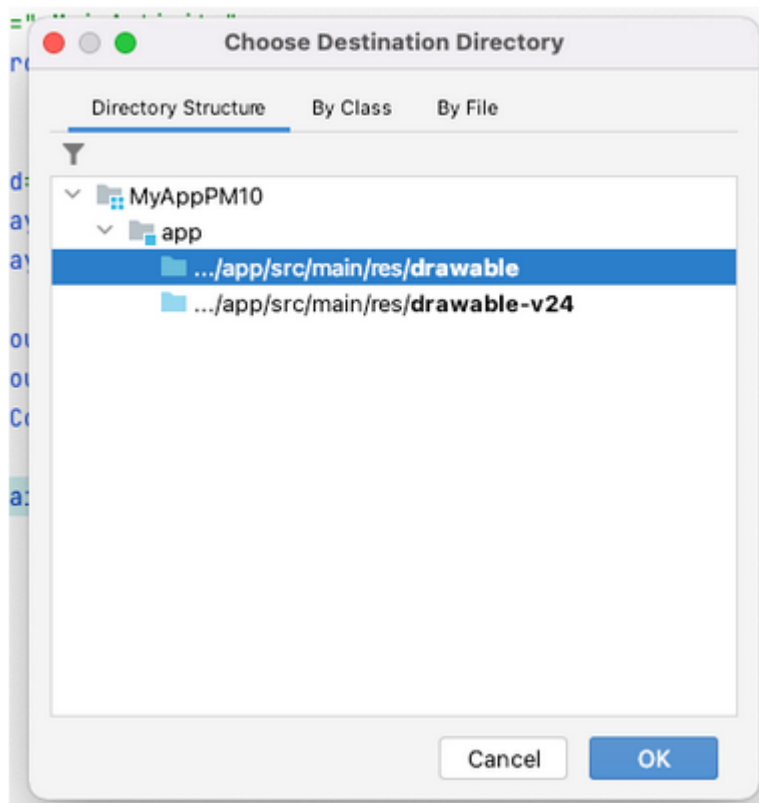 Choose Destination Directory
Directory Structure By Class By File
MyAppPM10
app
.../app/src/main/res/drawable
.../app/src/main/res/drawable-v24
Cancel OK